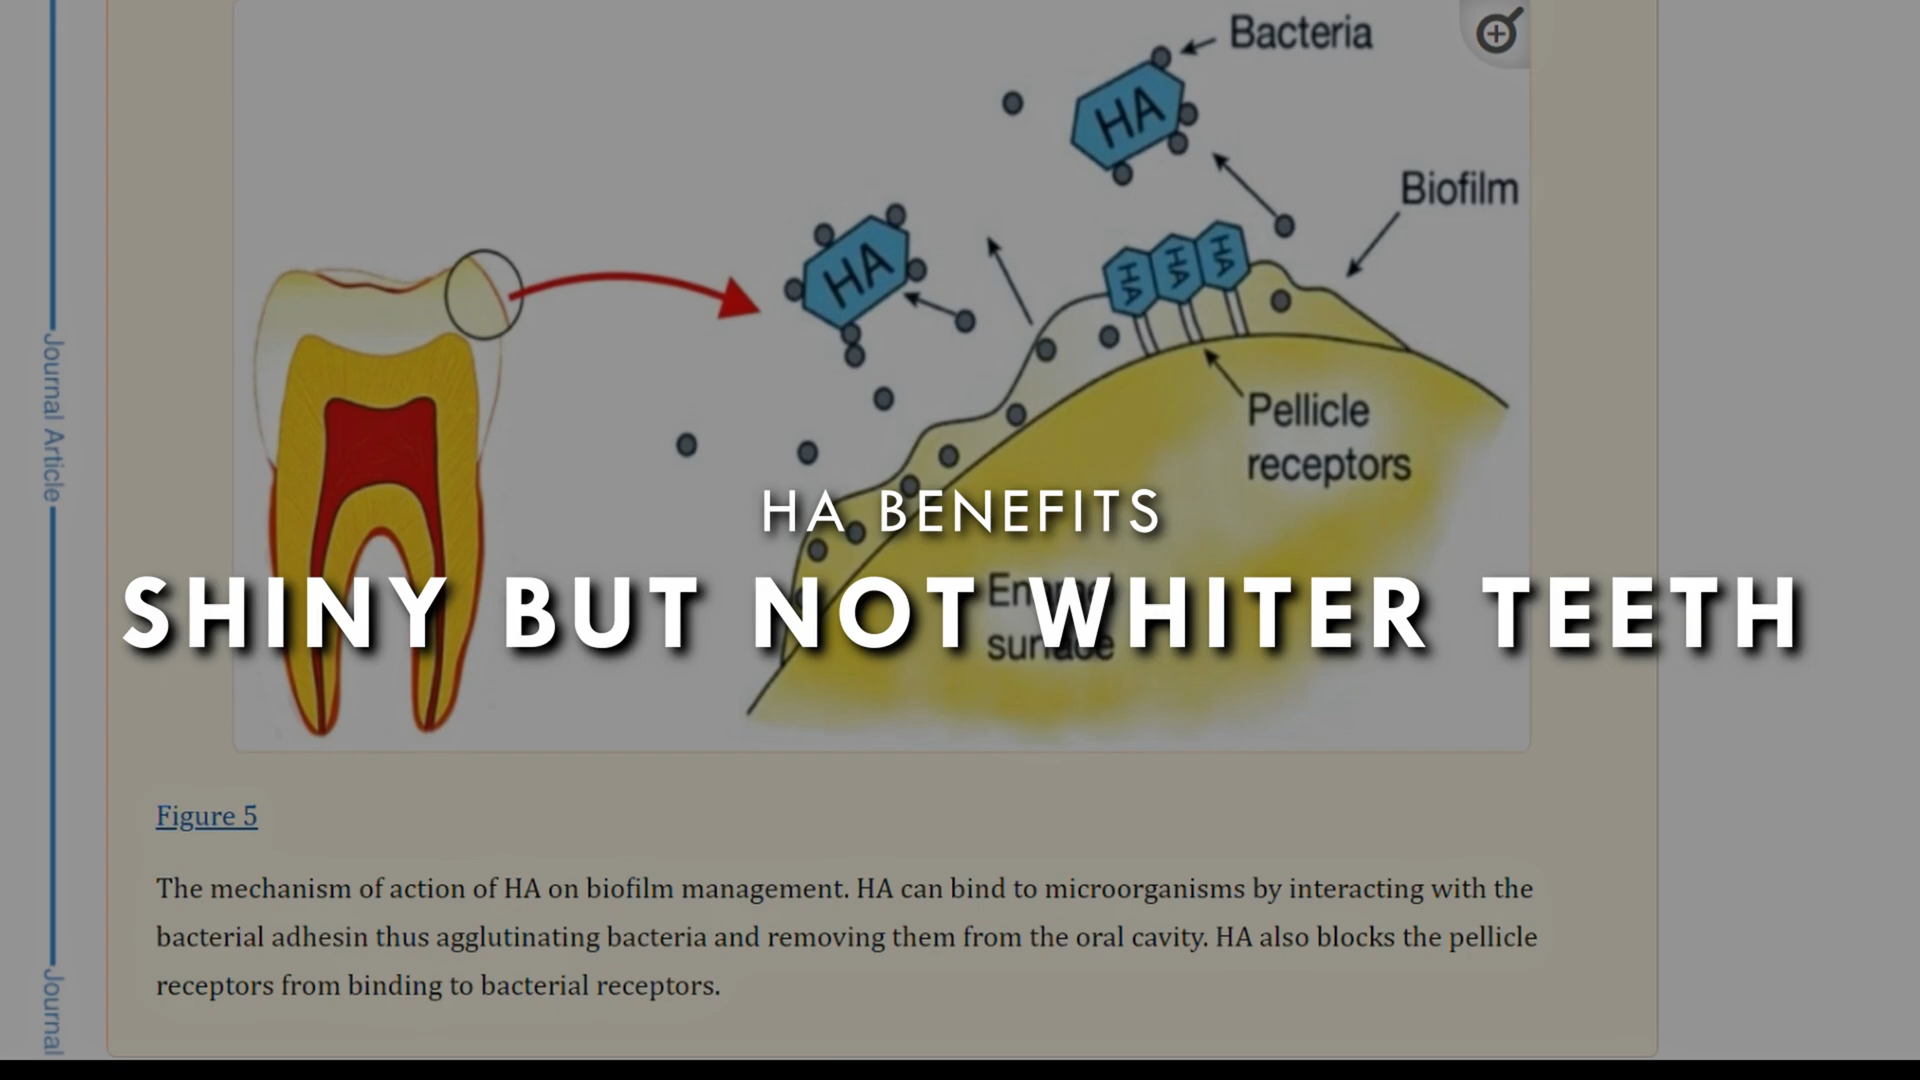 Bacteria
HA
Biofilm
HA
HA HA HA
Pellicle
receptors
HA BENEFITS
Enamel
SHINY BUT NOT WHITER TEETH
surface
Figure 5
The mechanism of action of HA on biofilm management. HA can bind to microorganisms by interacting with the
bacterial adhesin thus agglutinating bacteria and removing them from the oral cavity. HA also blocks the pellicle
receptors from binding to bacterial receptors.
Journal Article
Journal